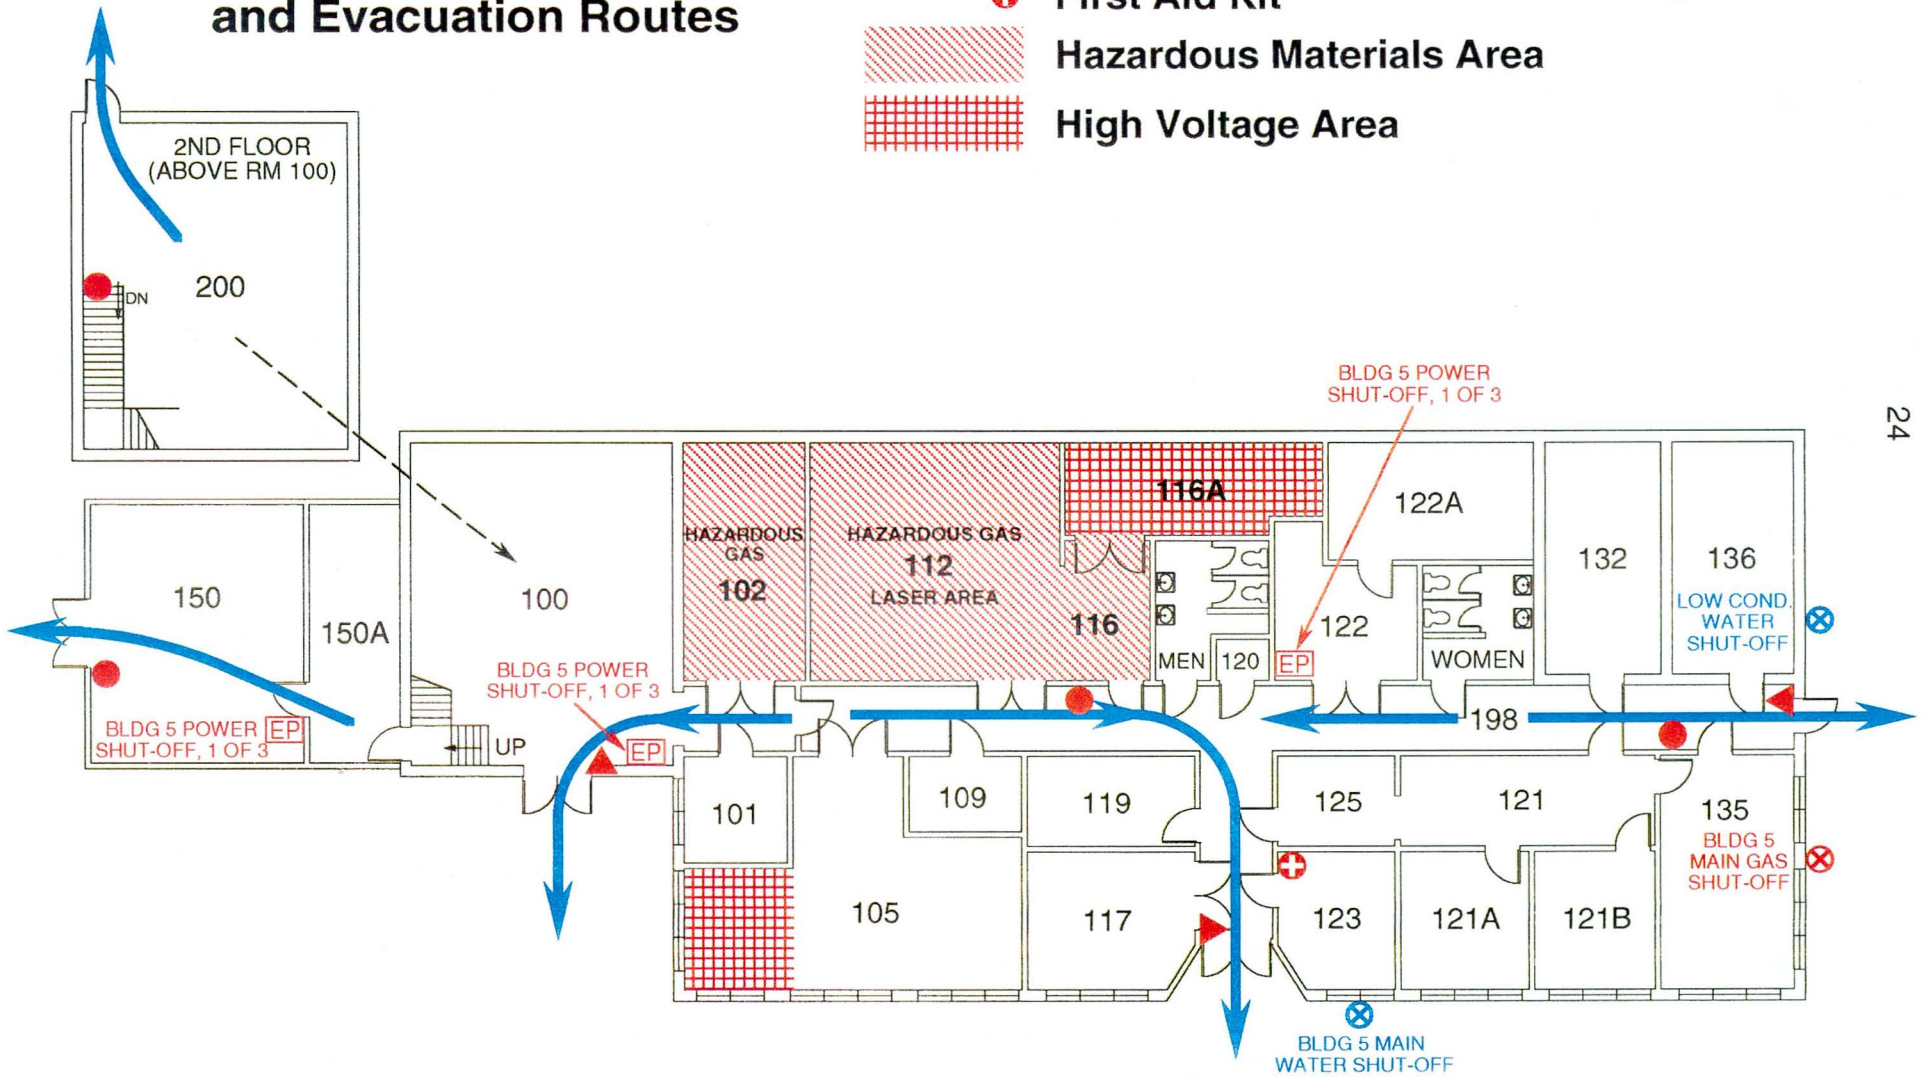 and Evacuation Routes
First Aid Kit
Hazardous Materials Area
High Voltage Area
2ND FLOOR
(ABOVE RM 100)
200
DN
24
BLDG 5 POWER
SHUT-OFF, 1 OF 3
116A
122A
HAZARDOUS
GAS
102
HAZARDOUS GAS
112
LASER AREA
116
132
136
LOW COND.
WATER
SHUT-OFF
150
150A
100
122
MEN
120
EP
WOMEN
BLDG 5 POWER
SHUT-OFF, 1 OF 3
EP
BLDG 5 POWER
SHUT-OFF, 1 OF 3
EP
UP
198
101
109
119
125
121
135
BLDG 5
MAIN GAS
SHUT-OFF
105
117
123
121A
121B
BLDG 5 MAIN
WATER SHUT-OFF